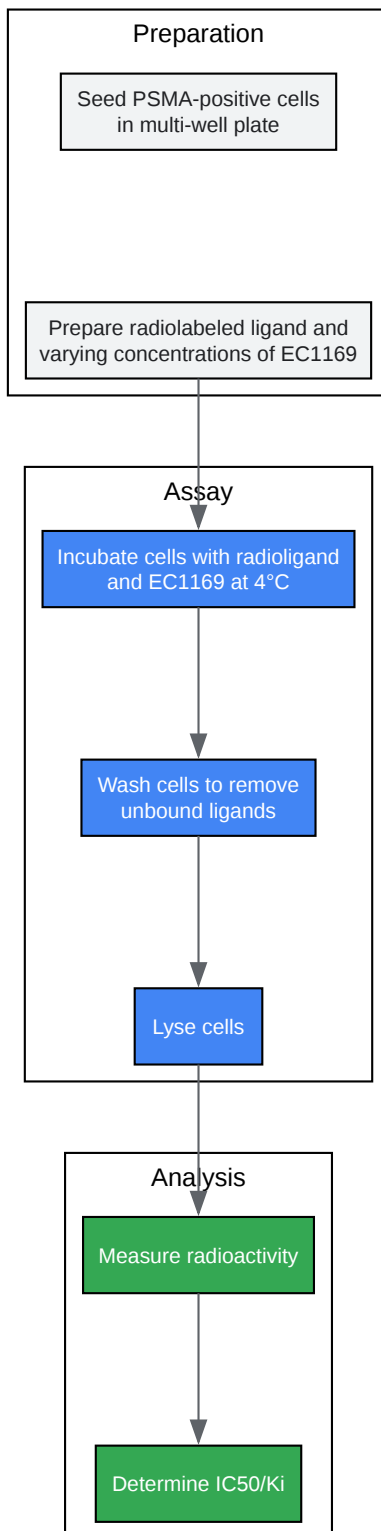 Preparation
Seed PSMA-positive cells
in multi-well plate
Prepare radiolabeled ligand and
varying concentrations of EC1169
Assay
Incubate cells with radioligand
and EC1169 at 4°C
Wash cells to remove
unbound ligands
Lyse cells
Analysis
Measure radioactivity
Determine IC50/Ki